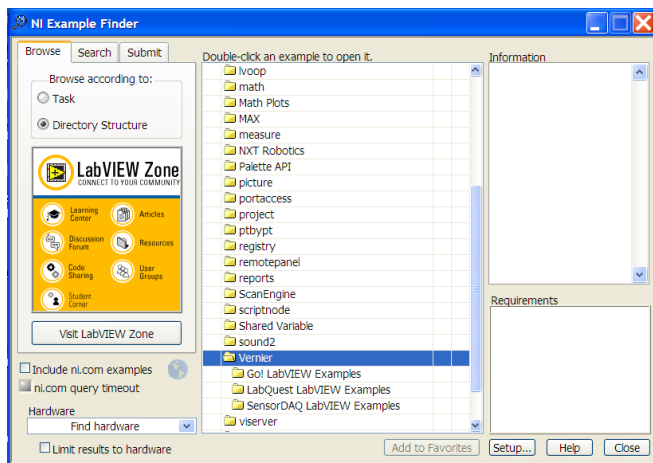 NI Example Finder
Browse
Search
Submit
Browse according to:
Task
Directory Structure
LabVIEW Zone
CONNECT TO YOUR COMMUNITY
Learning Center
Articles
Discussion Forum
Resources
Code Sharing
User Groups
Student Corner
Visit LabVIEW Zone
Include ni.com examples
ni.com query timeout
Hardware
Find hardware
Limit results to hardware
Double-click an example to open it.
lvoop
math
Math Plots
MAX
measure
NXT Robotics
Palette API
picture
portaccess
project
ptbypt
registry
remotepanel
reports
ScanEngine
scriptnode
Shared Variable
sound2
Vernier
Go! LabVIEW Examples
LabQuest LabVIEW Examples
SensorDAQ LabVIEW Examples
viserver
Information
Requirements
Add to Favorites
Setup...
Help
Close